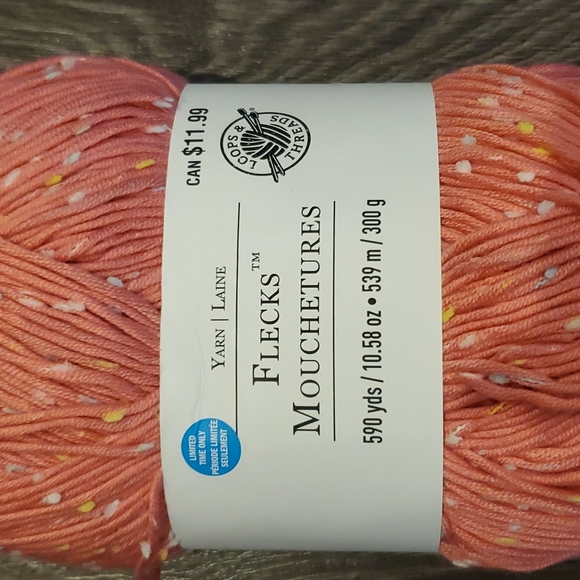 CAN $11.99
LOOPS &
THREADS
YARN | LAINE
FLECKS™
MOUCHETURES
590 yds / 10.58 oz • 539 m / 300 g
LIMITED
TIME ONLY
PÉRIODE LIMITÉE
SEULEMENT